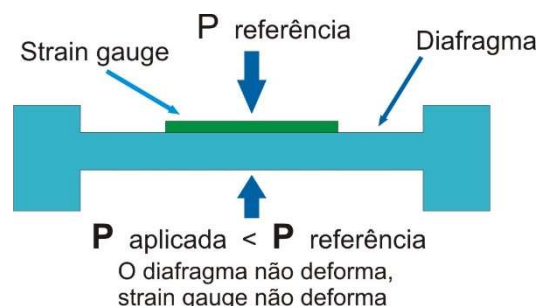 P referência
Strain gauge
Diafragma
P aplicada < P referência
O diafragma não deforma,
strain gauge não deforma